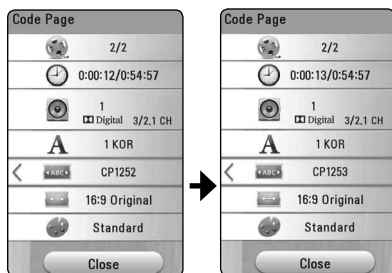 Code Page
2/2
0:00:12/0:54:57
1
Digital 3/2.1 CH
A 1 KOR
ABC CP1252
16:9 Original
Standard
Close
Code Page
2/2
0:00:13/0:54:57
1
Digital 3/2.1 CH
A 1 KOR
ABC CP1253
16:9 Original
Standard
Close